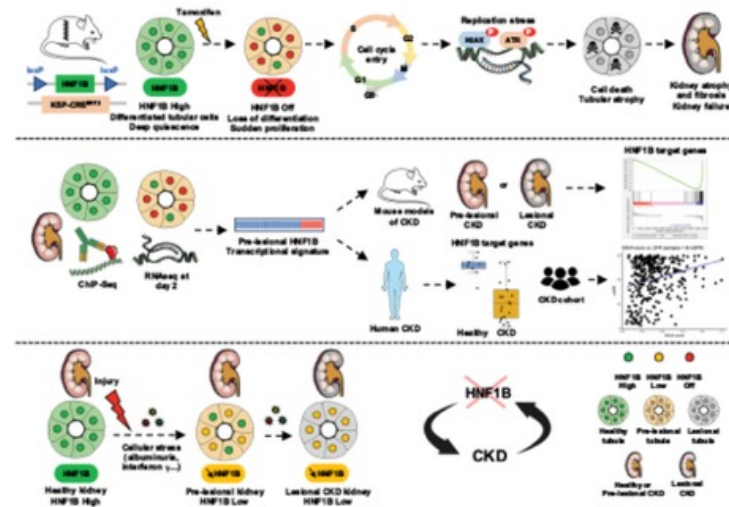 Tamoxifen
loxP
loxP
HNF1B
KSP-CRE
HNF1B
HNF1B High
Differentiated tubular cells
Deep quiescence
HNF1B
HNF1B Off
Loss of differentiation
Sudden proliferation
Cell cycle
entry
S
G2
M
G1
G0
Replication stress
P
P
H2AX
ATR
Cell death
Tubular atrophy
Kidney atrophy
and fibrosis
Kidney failure
ChIP-Seq
RNAseq at
day 2
Pre-lesional HNF1B
Transcriptional signature
Mouse models
of CKD
Pre-lesional
CKD
or
Lesional
CKD
HNF1B target genes
Human CKD
HNF1B target genes
Healthy
CKD
CKD cohort
Injury
Cellular stress
(albuminuria,
interferon γ...)
HNF1B
Healthy kidney
HNF1B High
HNF1B
Pre-lesional kidney
HNF1B Low
HNF1B
Lesional CKD kidney
HNF1B Low
HNF1B
CKD
HNF1B
High
HNF1B
Low
HNF1B
Off
Healthy
tubule
Pre-lesional
tubule
Lesional
tubule
Healthy or
Pre-lesional CKD
Lesional
CKD